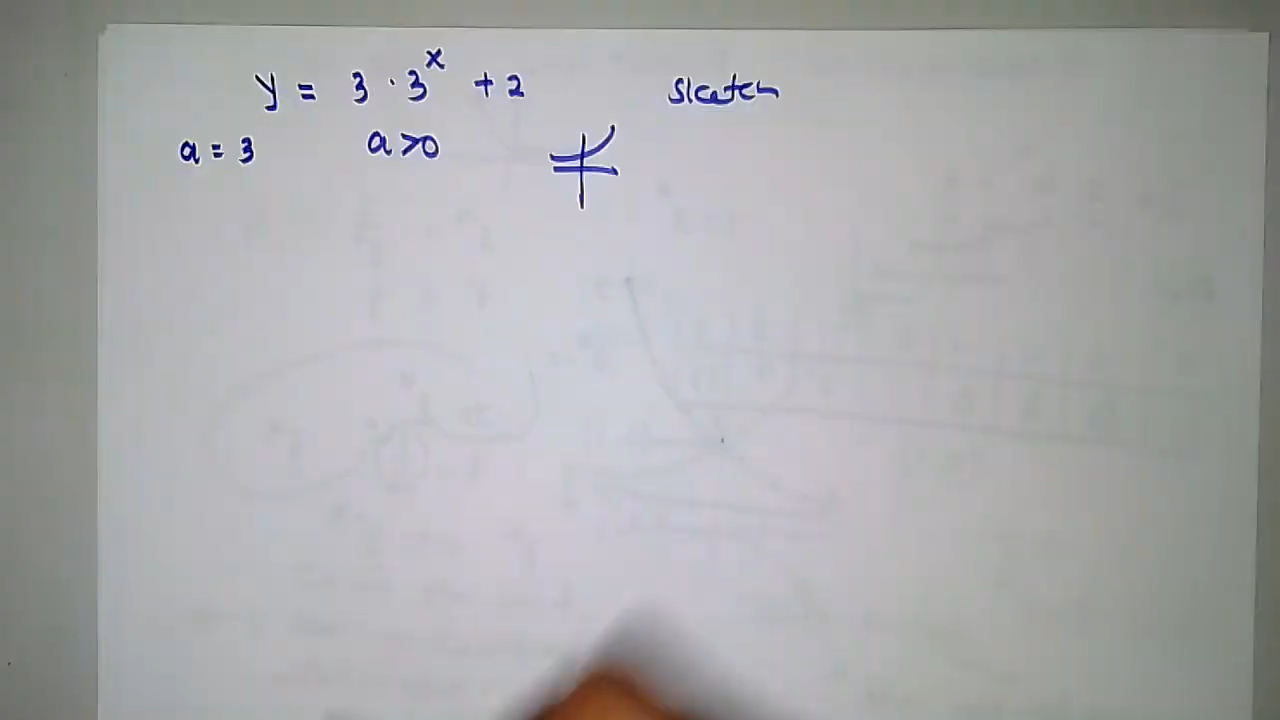 y = 3 · 3^x + 2 Sketch
a = 3 a > 0